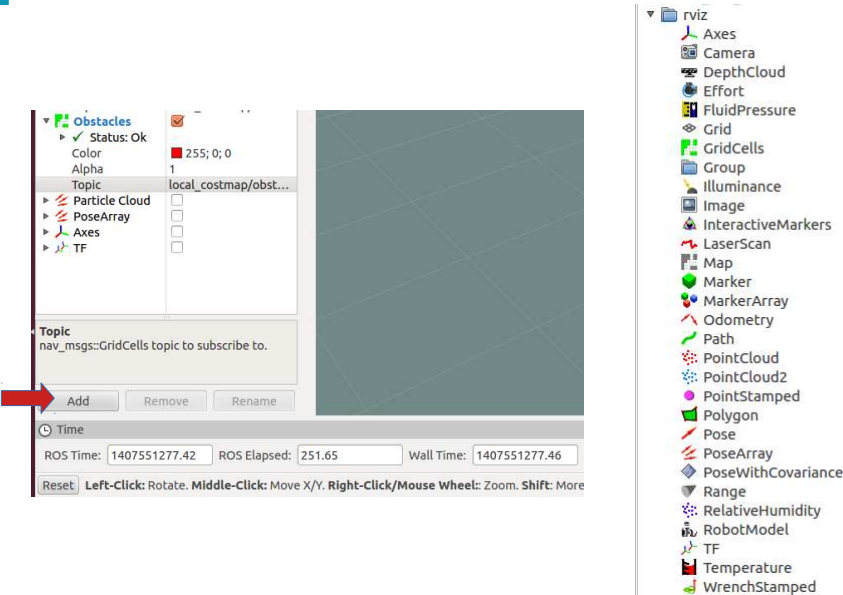 Obstacles
Status: Ok
Color 255; 0; 0
Alpha 1
Topic local_costmap/obst...
Particle Cloud
PoseArray
Axes
TF
Topic
nav_msgs::GridCells topic to subscribe to.
Add Remove Rename
Time
ROS Time: 1407551277.42 ROS Elapsed: 251.65 Wall Time: 1407551277.46
Reset Left-Click: Rotate. Middle-Click: Move X/Y. Right-Click/Mouse Wheel:: Zoom. Shift: More
rviz
Axes
Camera
DepthCloud
Effort
FluidPressure
Grid
GridCells
Group
Illuminance
Image
InteractiveMarkers
LaserScan
Map
Marker
MarkerArray
Odometry
Path
PointCloud
PointCloud2
PointStamped
Polygon
Pose
PoseArray
PoseWithCovariance
Range
RelativeHumidity
RobotModel
TF
Temperature
WrenchStamped